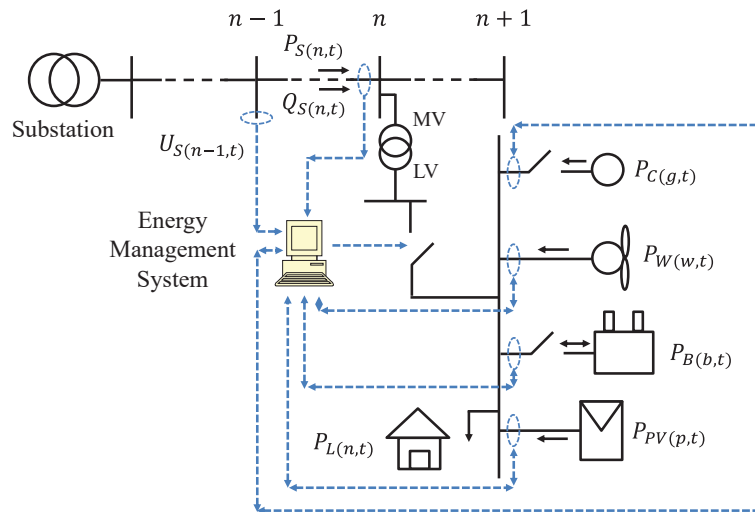 n − 1
n
n + 1
P_{S(n,t)}
Q_{S(n,t)}
Substation
U_{S(n−1,t)}
MV
LV
P_{C(g,t)}
Energy
Management
System
P_{W(w,t)}
P_{B(b,t)}
P_{L(n,t)}
P_{PV(p,t)}